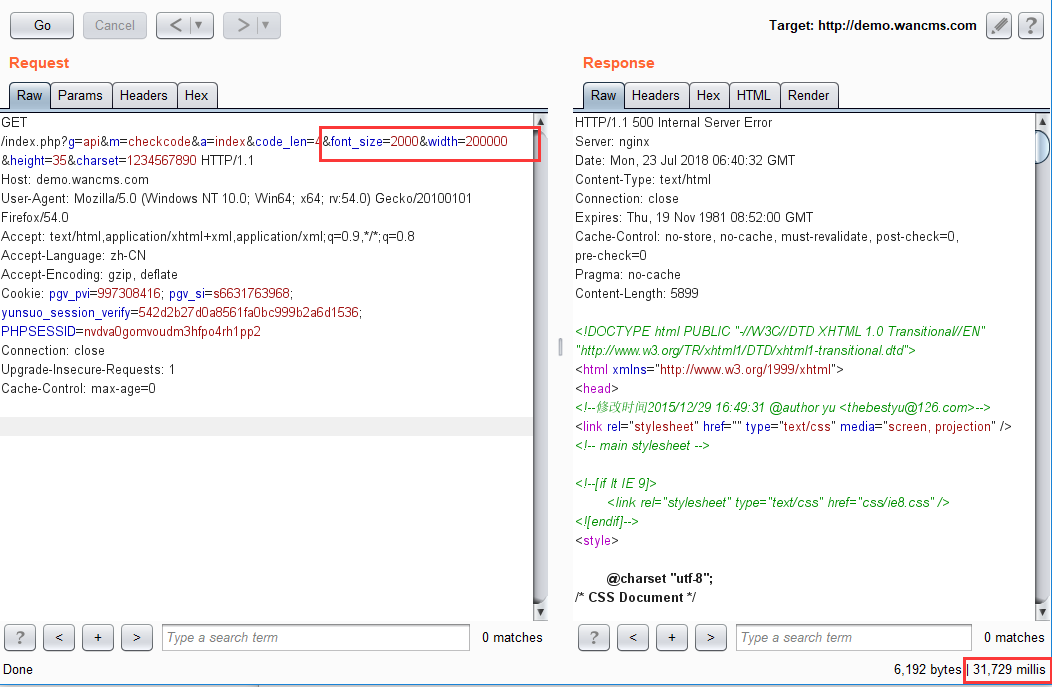 Go
Cancel
<
>
Target: http://demo.wancms.com
?
Request
Raw
Params
Headers
Hex
GET
/index.php?g=api&m=checkcode&a=index&code_len=4&font_size=2000&width=200000
&height=35&charset=1234567890 HTTP/1.1
Host: demo.wancms.com
User-Agent: Mozilla/5.0 (Windows NT 10.0; Win64; x64; rv:54.0) Gecko/20100101
Firefox/54.0
Accept: text/html,application/xhtml+xml,application/xml;q=0.9,*/*;q=0.8
Accept-Language: zh-CN
Accept-Encoding: gzip, deflate
Cookie: pgv_pvi=997308416; pgv_si=s6631763968;
yunsuo_session_verify=542d2b27d0a8561fa0bc999b2a6d1536;
PHPSESSID=nvdva0gomvoudm3hfpo4rh1pp2
Connection: close
Upgrade-Insecure-Requests: 1
Cache-Control: max-age=0
?
<
+
>
Type a search term
0 matches
Done
Response
Raw
Headers
Hex
HTML
Render
HTTP/1.1 500 Internal Server Error
Server: nginx
Date: Mon, 23 Jul 2018 06:40:32 GMT
Content-Type: text/html
Connection: close
Expires: Thu, 19 Nov 1981 08:52:00 GMT
Cache-Control: no-store, no-cache, must-revalidate, post-check=0,
pre-check=0
Pragma: no-cache
Content-Length: 5899
<!DOCTYPE html PUBLIC "-//W3C//DTD XHTML 1.0 Transitional//EN"
"http://www.w3.org/TR/xhtml1/DTD/xhtml1-transitional.dtd">
<html xmlns="http://www.w3.org/1999/xhtml">
<head>
<!--修改时间2015/12/29 16:49:31 @author yu <thebestyu@126.com>-->
<link rel="stylesheet" href="" type="text/css" media="screen, projection" />
<!-- main stylesheet -->
<!--[if lt IE 9]>
<link rel="stylesheet" type="text/css" href="css/ie8.css" />
<![endif]-->
<style>
@charset "utf-8";
/* CSS Document */
?
<
+
>
Type a search term
0 matches
6,192 bytes | 31,729 millis